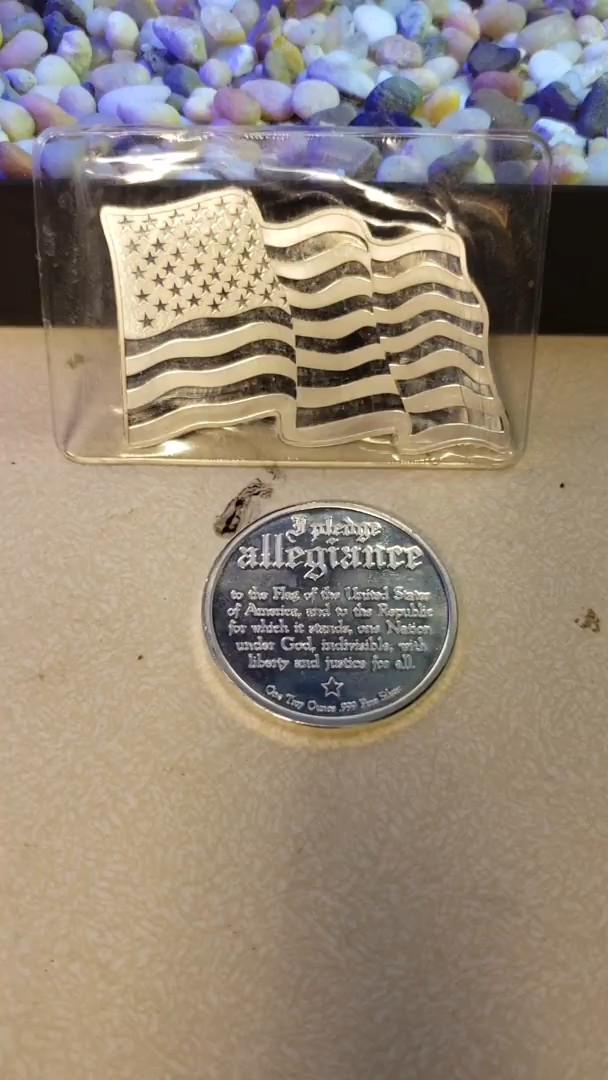 I pledge
allegiance
to the Flag of the United States
of America, and to the Republic
for which it stands, one Nation
under God, indivisible, with
liberty and justice for all.
One Troy Ounce .999 Fine Silver